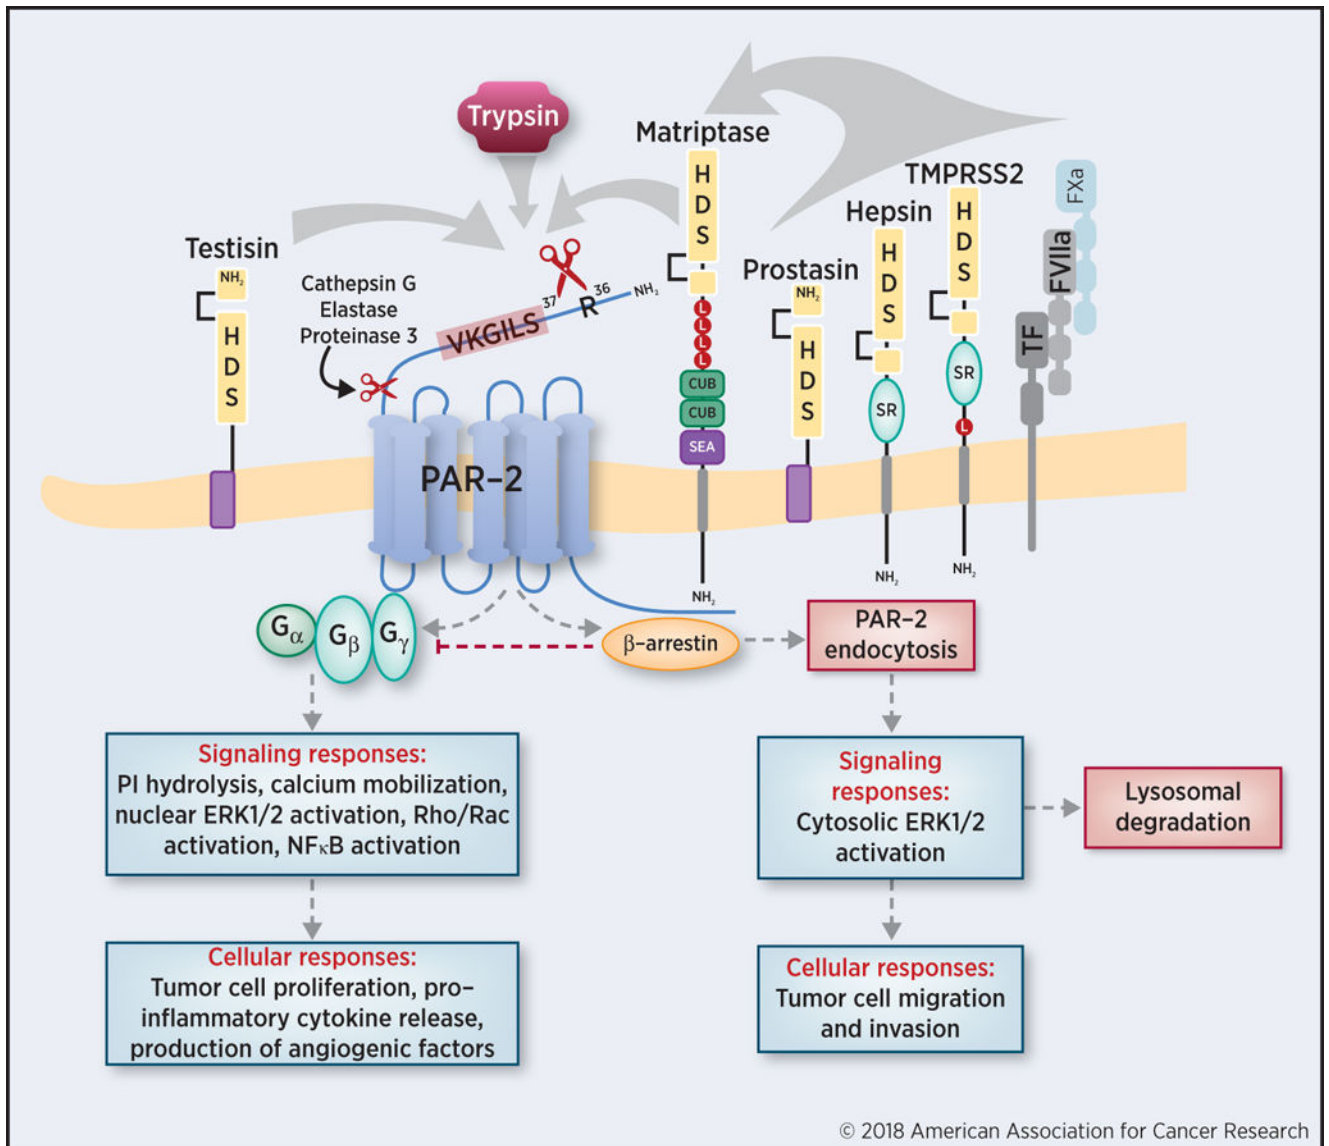 Trypsin
Matriptase
TMPRSS2
FXa
Hepsin
FVIIa
Testisin
Prostasin
TF
NH2
H
D
S
Cathepsin G
Elastase
Proteinase 3
VKGILS
37
R
36
NH2
H
D
S
L
L
L
L
CUB
CUB
SEA
NH2
NH2
H
D
S
H
D
S
SR
NH2
H
D
S
SR
L
NH2
PAR-2
Gα
Gβ
Gγ
β-arrestin
PAR-2
endocytosis
Signaling responses:
PI hydrolysis, calcium mobilization,
nuclear ERK1/2 activation, Rho/Rac
activation, NFκB activation
Signaling
responses:
Cytosolic ERK1/2
activation
Lysosomal
degradation
Cellular responses:
Tumor cell proliferation, pro-
inflammatory cytokine release,
production of angiogenic factors
Cellular responses:
Tumor cell migration
and invasion
© 2018 American Association for Cancer Research